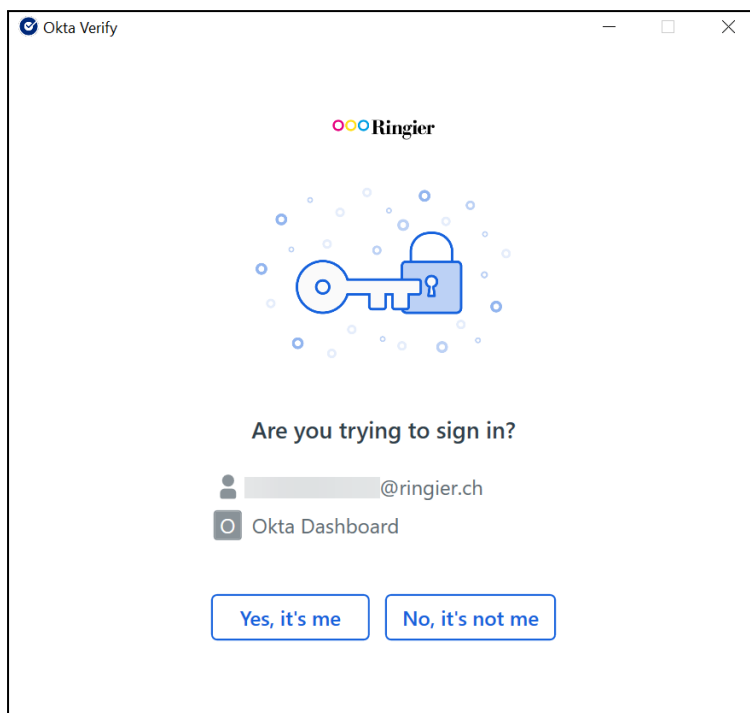 Okta Verify
Ringier
Are you trying to sign in?
@ringier.ch
O Okta Dashboard
Yes, it's me
No, it's not me